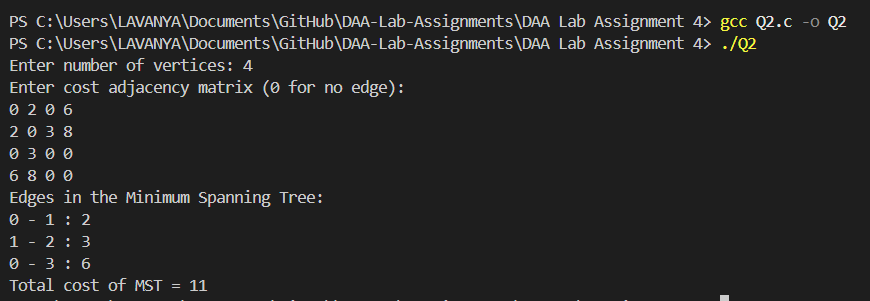 PS C:\Users\LAVANYA\Documents\GitHub\DAA-Lab-Assignments\DAA Lab Assignment 4> gcc Q2.c -o Q2
PS C:\Users\LAVANYA\Documents\GitHub\DAA-Lab-Assignments\DAA Lab Assignment 4> ./Q2
Enter number of vertices: 4
Enter cost adjacency matrix (0 for no edge):
0 2 0 6
2 0 3 8
0 3 0 0
6 8 0 0
Edges in the Minimum Spanning Tree:
0 - 1 : 2
1 - 2 : 3
0 - 3 : 6
Total cost of MST = 11